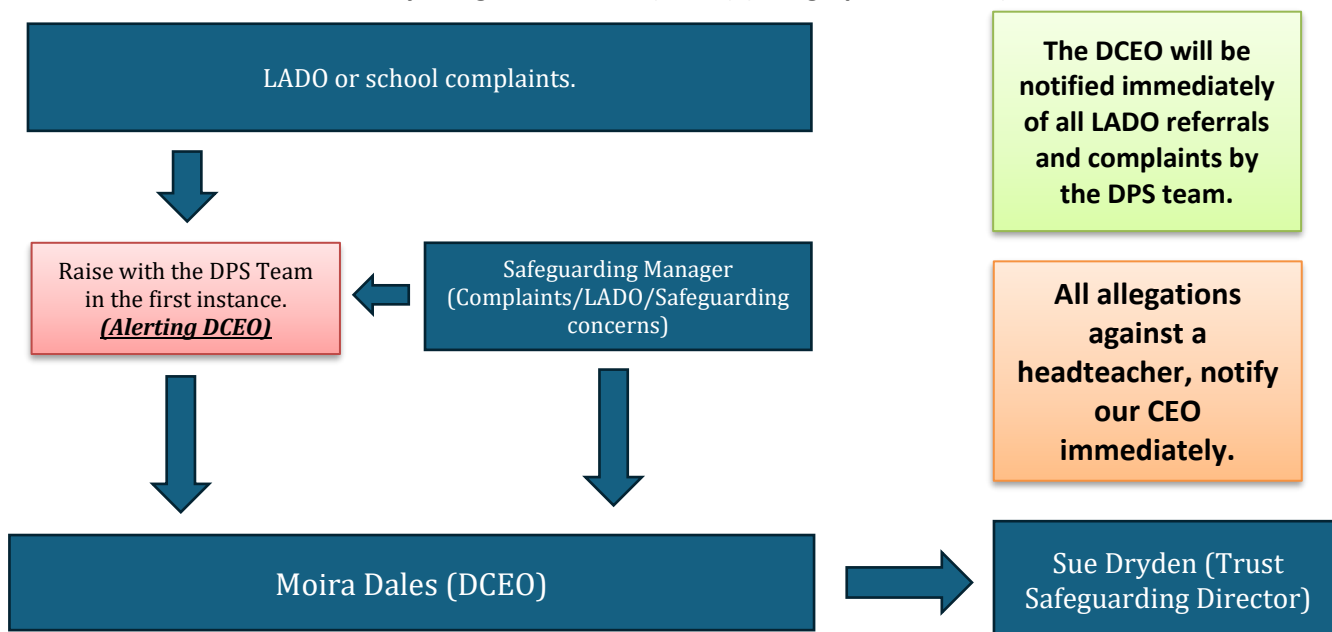 LADO or school complaints.
The DCEO will be
notified immediately
of all LADO referrals
and complaints by
the DPS team.
Raise with the DPS Team
in the first instance.
(Alerting DCEO)
Safeguarding Manager
(Complaints/LADO/Safeguarding
concerns)
All allegations
against a
headteacher, notify
our CEO
immediately.
Moira Dales (DCEO)
Sue Dryden (Trust
Safeguarding Director)